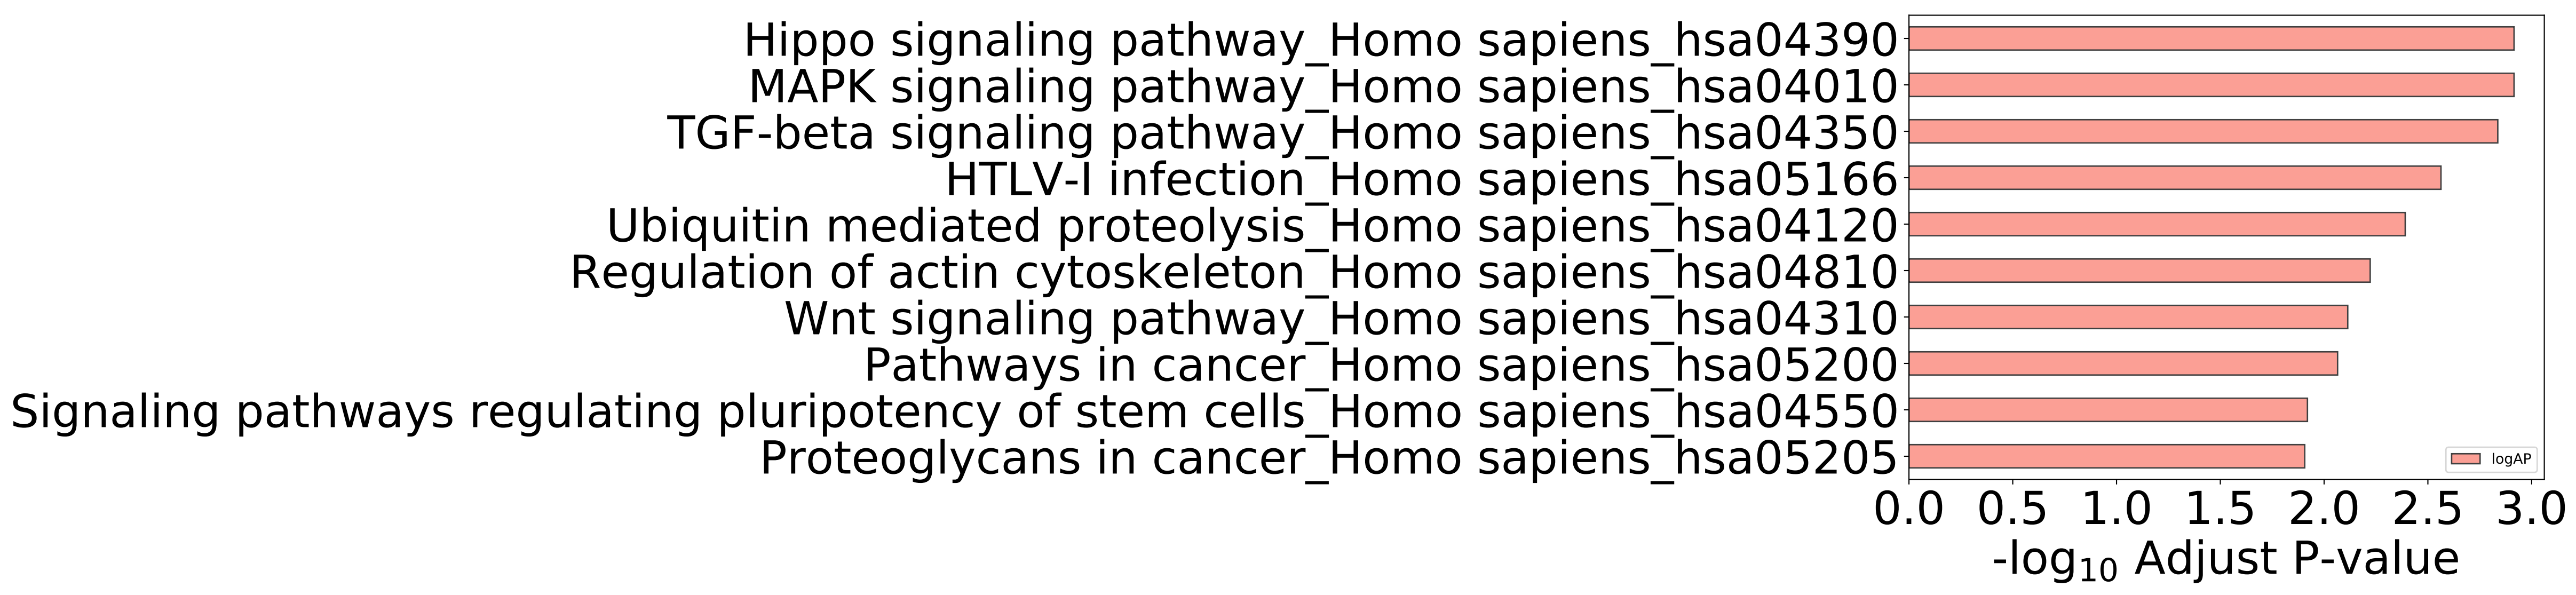 Hippo signaling pathway_Homo sapiens_hsa04390
MAPK signaling pathway_Homo sapiens_hsa04010
TGF-beta signaling pathway_Homo sapiens_hsa04350
HTLV-I infection_Homo sapiens_hsa05166
Ubiquitin mediated proteolysis_Homo sapiens_hsa04120
Regulation of actin cytoskeleton_Homo sapiens_hsa04810
Wnt signaling pathway_Homo sapiens_hsa04310
Pathways in cancer_Homo sapiens_hsa05200
Signaling pathways regulating pluripotency of stem cells_Homo sapiens_hsa04550
Proteoglycans in cancer_Homo sapiens_hsa05205
logAP
0.0 0.5 1.0 1.5 2.0 2.5 3.0
-log₁₀ Adjust P-value